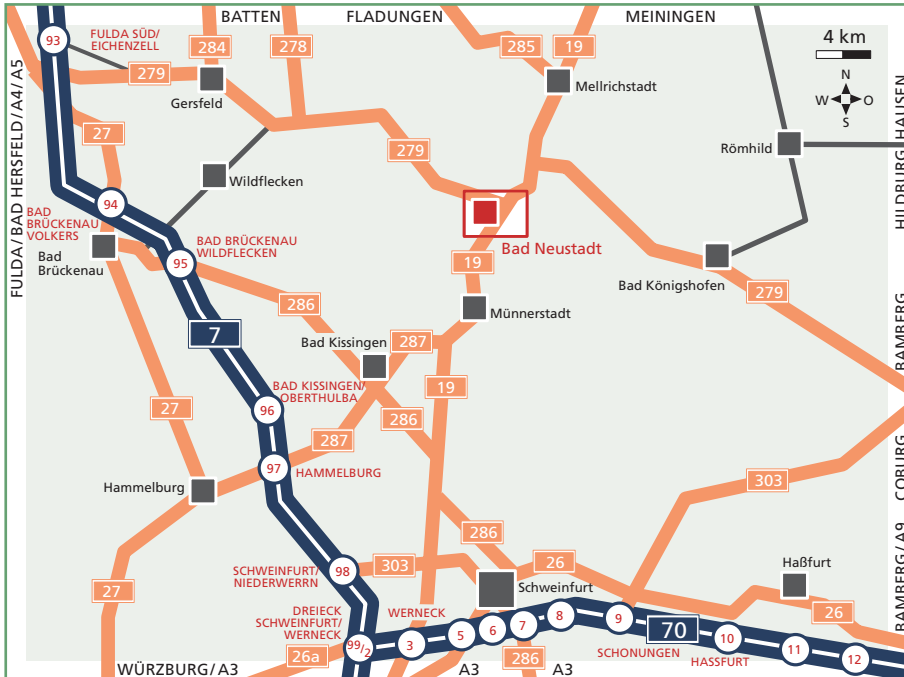 BATTEN
FLADUNGEN
MEININGEN
93
FULDA SÜD/
EICHENZELL
284
278
285
19
4 km
N
W
O
S
279
Gersfeld
Mellrichstadt
27
279
Römhild
Wildflecken
FULDA/BAD HERSFELD/A4/A5
HILDBURGHAUSEN
94
BAD
BRÜCKENAU
VOLKERS
Bad
Brückenau
95
BAD BRÜCKENAU
WILDFLECKEN
Bad Neustadt
19
Bad Königshofen
279
286
Münnerstadt
7
Bad Kissingen
287
BAMBERG
19
BAD KISSINGEN/
OBERTHULBA
27
96
286
287
97
HAMMELBURG
Hammelburg
303
COBURG
286
SCHWEINFURT/
NIEDERWERRN
98
303
26
Haßfurt
27
Schweinfurt
BAMBERG/A9
DREIECK
SCHWEINFURT/
WERNECK
WERNECK
99/2
3
5
6
7
8
9
70
10
11
12
26
SCHONUNGEN
HASSFURT
26a
286
WÜRZBURG/A3
A3
A3